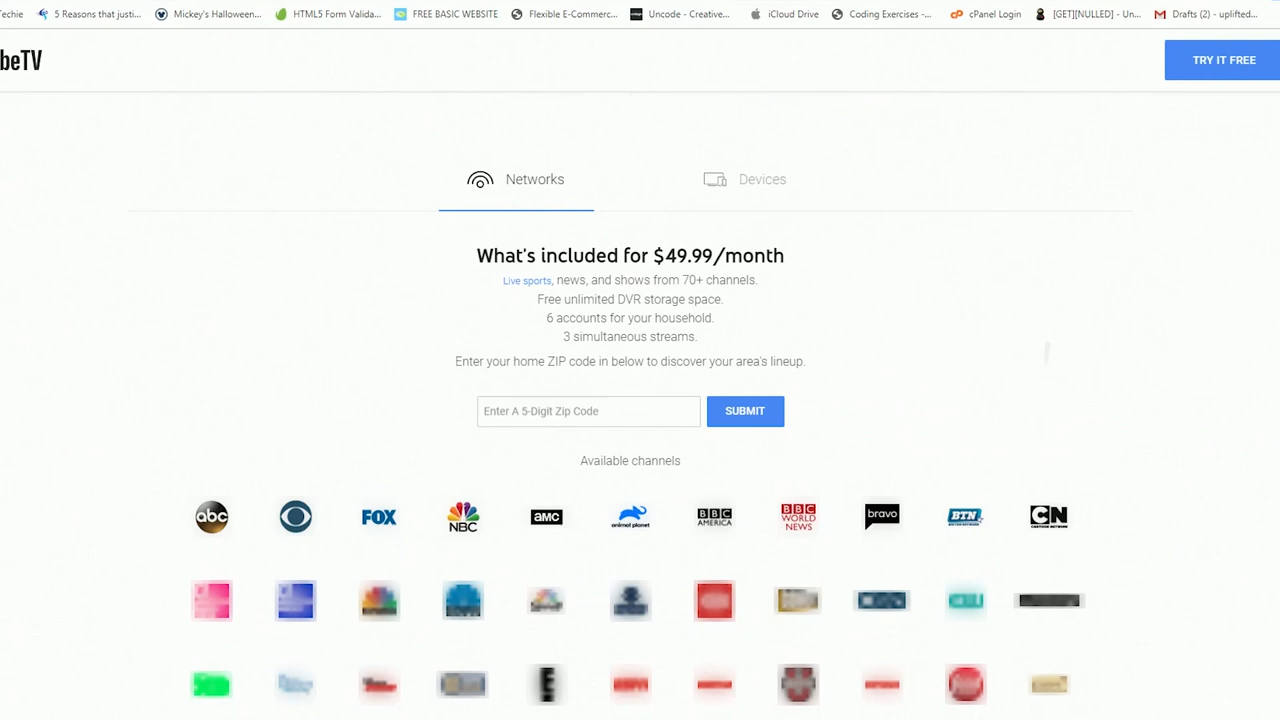 Techie 5 Reasons that justi... Mickey's Halloween... HTML5 Form Valida... FREE BASIC WEBSITE Flexible E-Commerc... Uncode - Creative... iCloud Drive Coding Exercises -... cP cPanel Login [GET][NULLED] - Un... Drafts (2) - uplifted...
beTV TRY IT FREE
Networks Devices
What's included for $49.99/month
Live sports, news, and shows from 70+ channels.
Free unlimited DVR storage space.
6 accounts for your household.
3 simultaneous streams.
Enter your home ZIP code in below to discover your area's lineup.
Enter A 5-Digit Zip Code SUBMIT
Available channels
abc FOX NBC amc animal planet BBC AMERICA BBC WORLD NEWS bravo BTN CN CARTOON NETWORK